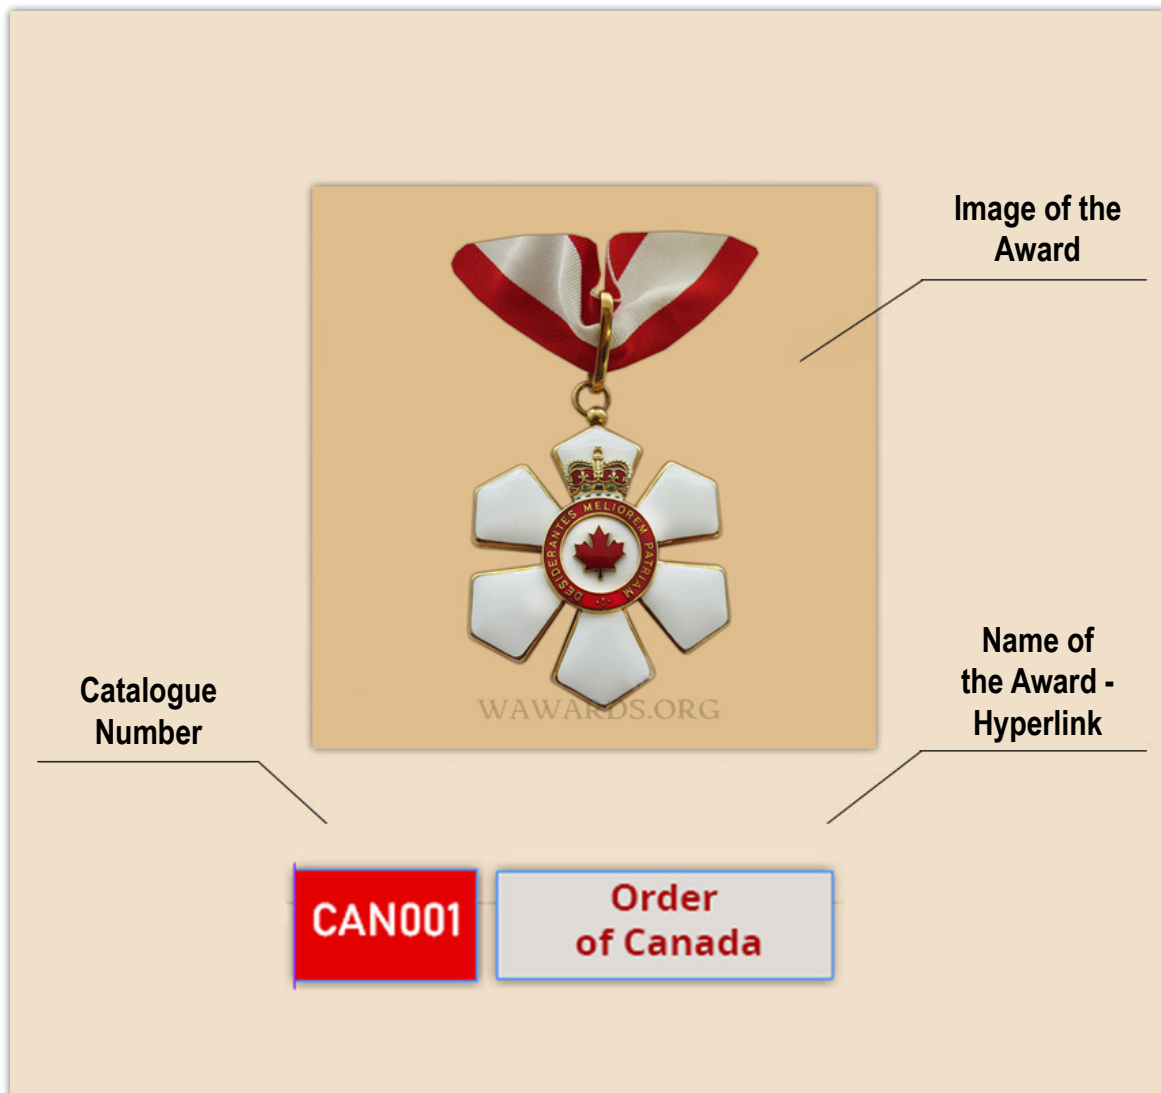 Image of the
Award
DESIDERANTES MELIOREM PATRIAM
WAWARDS.ORG
Name of
the Award -
Hyperlink
Catalogue
Number
CAN001
Order
of Canada